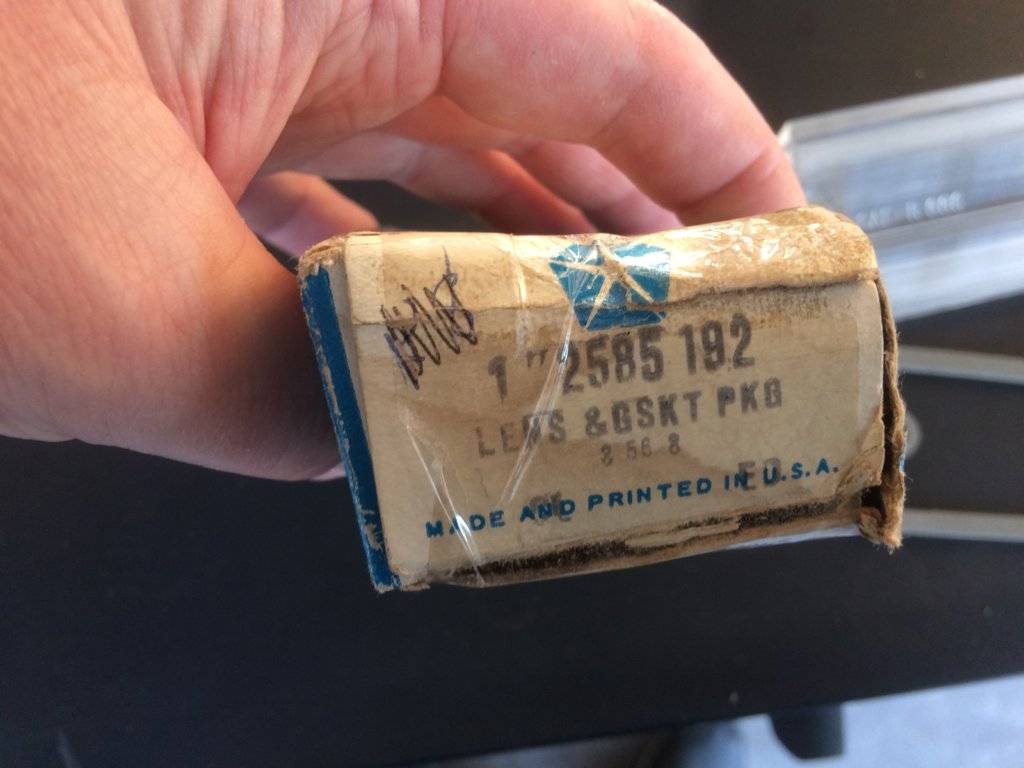 1 " 2585 192
LENS &GSKT PKG
2 56 8
MADE AND PRINTED IN U.S.A.